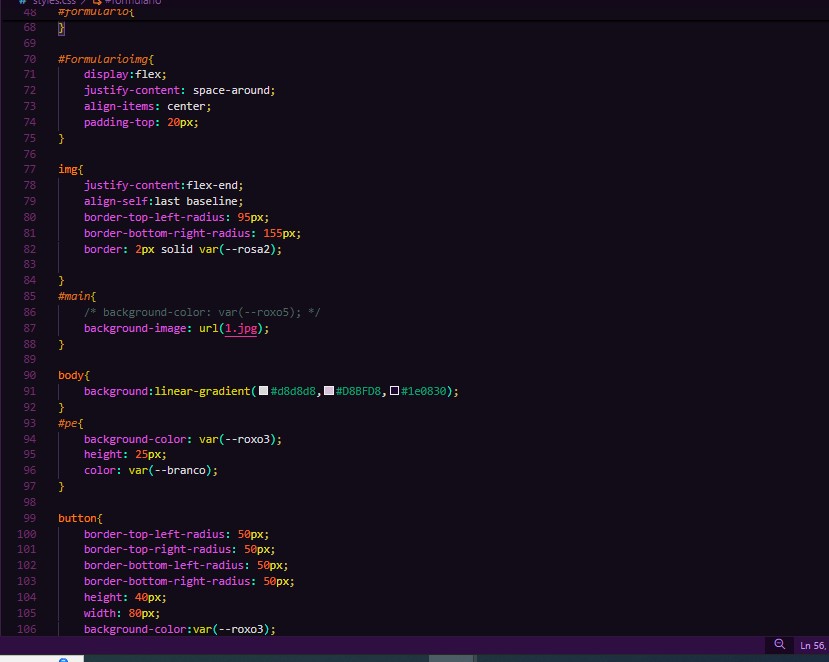 # styles.css > #formulario
48 #formulario{
68 }
69
70 #Formularioimg{
71 display:flex;
72 justify-content: space-around;
73 align-items: center;
74 padding-top: 20px;
75 }
76
77 img{
78 justify-content:flex-end;
79 align-self:last baseline;
80 border-top-left-radius: 95px;
81 border-bottom-right-radius: 155px;
82 border: 2px solid var(--rosa2);
83
84 }
85 #main{
86 /* background-color: var(--roxo5); */
87 background-image: url(1.jpg);
88 }
89
90 body{
91 background:linear-gradient(#d8d8d8,#D8BFD8,#1e0830);
92 }
93 #pe{
94 background-color: var(--roxo3);
95 height: 25px;
96 color: var(--branco);
97 }
98
99 button{
100 border-top-left-radius: 50px;
101 border-top-right-radius: 50px;
102 border-bottom-left-radius: 50px;
103 border-bottom-right-radius: 50px;
104 height: 40px;
105 width: 80px;
106 background-color:var(--roxo3);
Ln 56,